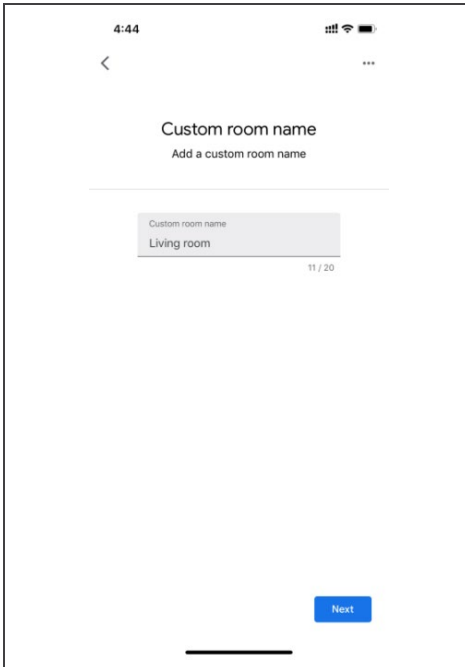 4:44
Custom room name
Add a custom room name
Custom room name
Living room
11 / 20
Next